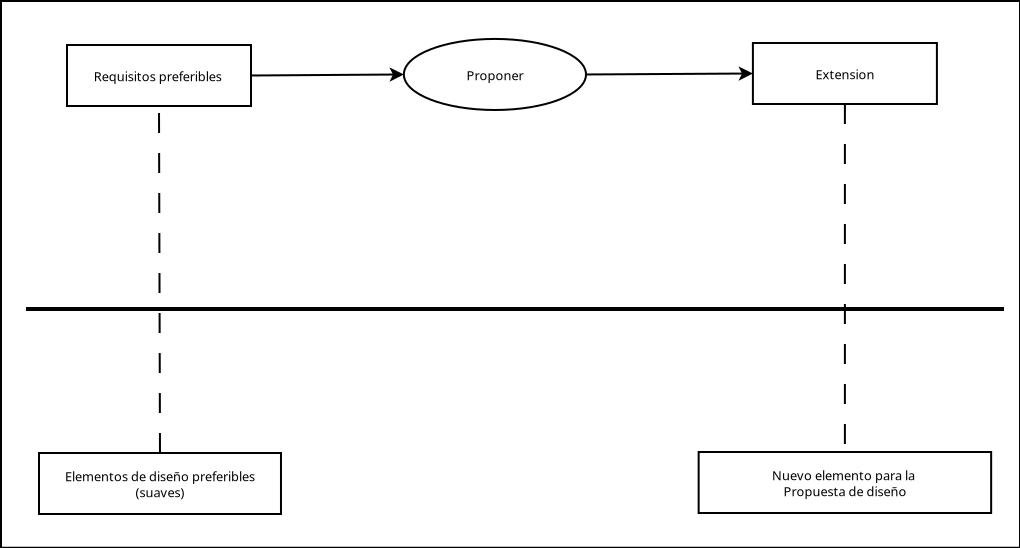 Requisitos preferibles
Proponer
Extension
Elementos de diseño preferibles
(suaves)
Nuevo elemento para la
Propuesta de diseño